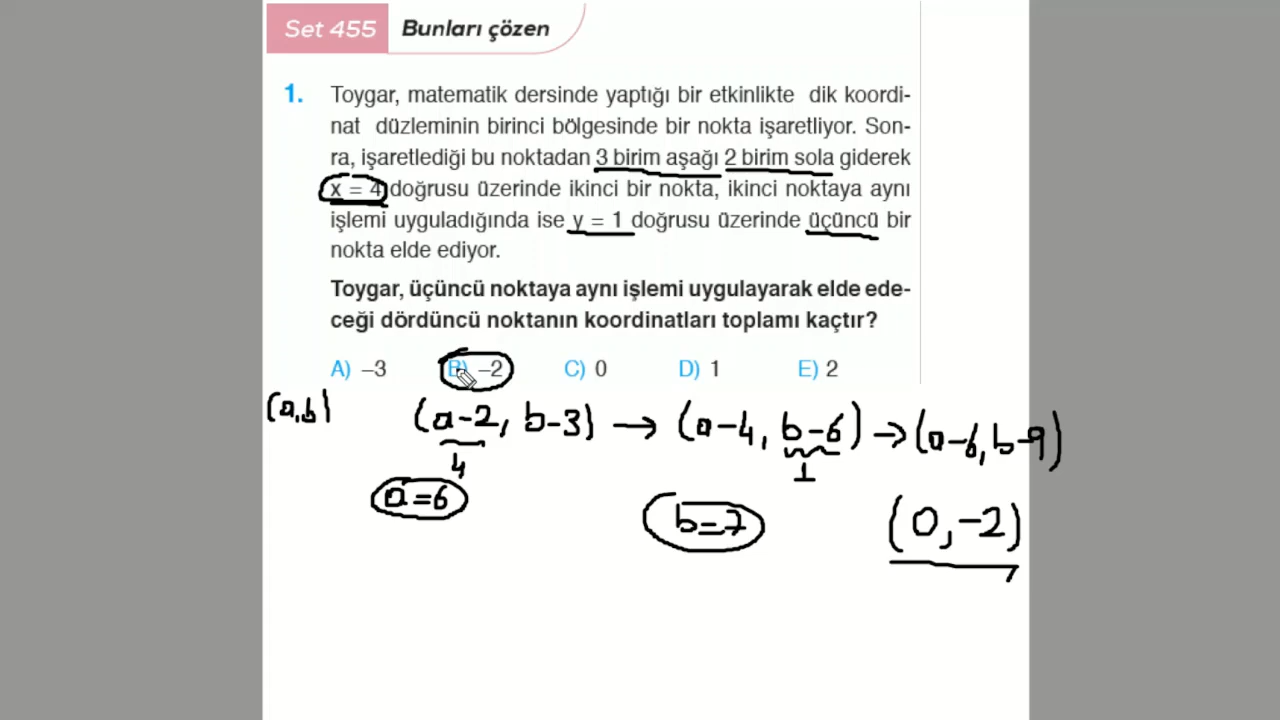 Set 455 Bunları çözen
1. Toygar, matematik dersinde yaptığı bir etkinlikte dik koordi-
nat düzleminin birinci bölgesinde bir nokta işaretliyor. Son-
ra, işaretlediği bu noktadan 3 birim aşağı 2 birim sola giderek
x = 4 doğrusu üzerinde ikinci bir nokta, ikinci noktaya aynı
işlemi uyguladığında ise y = 1 doğrusu üzerinde üçüncü bir
nokta elde ediyor.
Toygar, üçüncü noktaya aynı işlemi uygulayarak elde ede-
ceği dördüncü noktanın koordinatları toplamı kaçtır?
A) –3 B) –2 C) 0 D) 1 E) 2
(a,b) (a-2, b-3) → (a-4, b-6) → (a-6, b-9)
4 1
a=6 b=7 (0,-2)